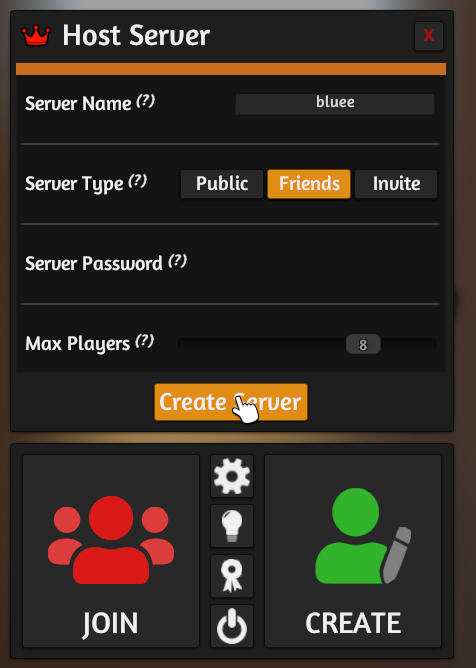 Host Server
X
Server Name (?)
bluee
Server Type (?)
Public
Friends
Invite
Server Password (?)
Max Players (?)
8
Create Server
JOIN
CREATE